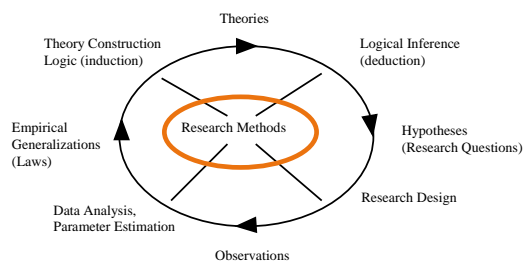 Theories
Theory Construction
Logic (induction)
Logical Inference
(deduction)
Empirical
Generalizations
(Laws)
Research Methods
Hypotheses
(Research Questions)
Data Analysis,
Parameter Estimation
Research Design
Observations